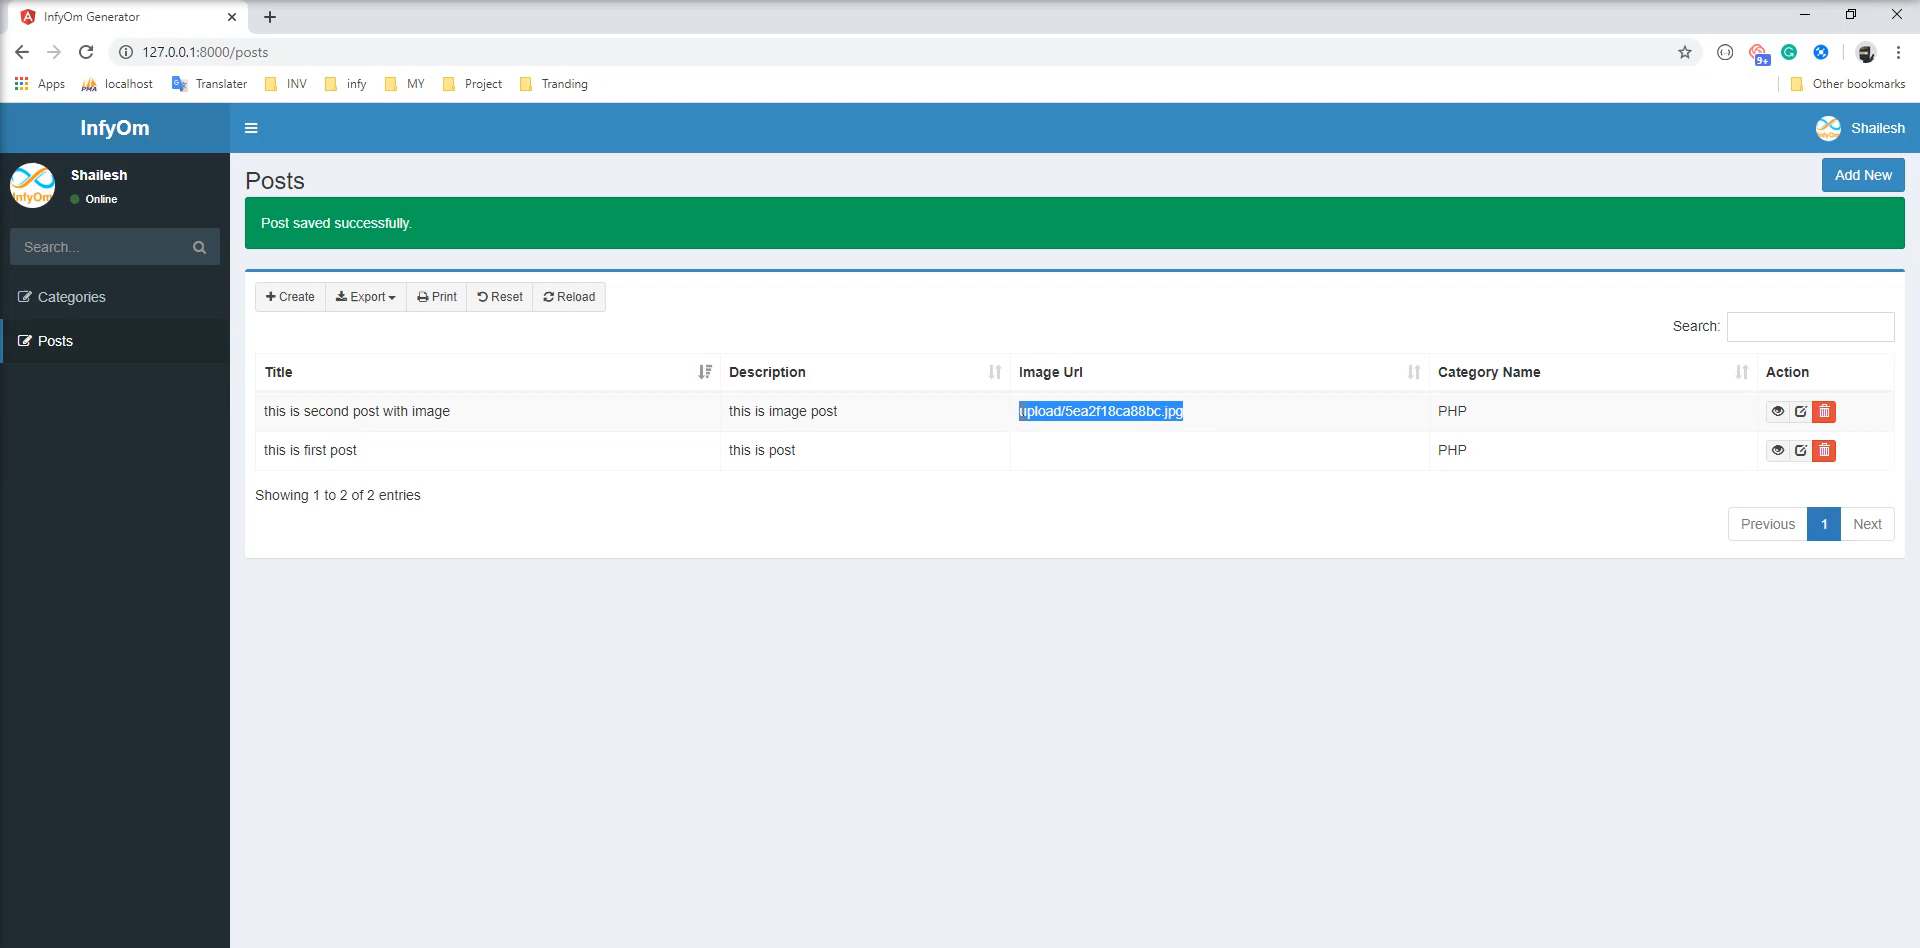 InfyOm Generator
127.0.0.1:8000/posts
9+
Apps
PMA
localhost
Translater
INV
infy
MY
Project
Tranding
Other bookmarks
InfyOm
Shailesh
InfyOm
Shailesh
Online
Posts
Add New
Post saved successfully.
Search...
Categories
Posts
Create
Export
Print
Reset
Reload
Search:
Title Description Image Url Category Name Action
this is second post with image this is image post upload/5ea2f18ca88bc.jpg PHP
this is first post this is post PHP
Showing 1 to 2 of 2 entries
Previous 1 Next